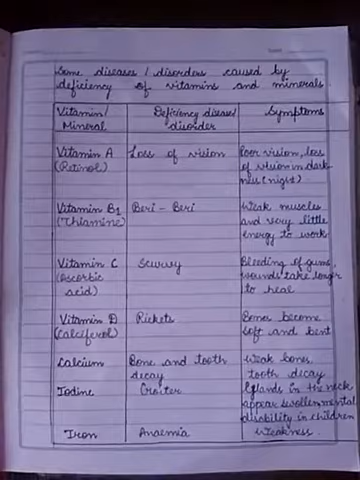 Some diseases / disorders caused by
deficiency of vitamins and minerals
Vitamin/ Deficiency disease/ Symptoms
Mineral disorder
Vitamin A Loss of vision Poor vision, loss
(Retinol) of vision in dark-
ness (night)
Vitamin B1 Beri - Beri Weak muscles
(Thiamine) and very little
energy to work
Vitamin C Scurvy Bleeding of gums,
(Ascorbic wounds take longer
acid) to heal
Vitamin D Rickets Bones become
(Calciferol) soft and bent
Calcium Bone and tooth Weak bones,
decay tooth decay
Iodine Goiter Glands in the neck
appear swollen, mental
disability in children
Iron Anaemia Weakness.